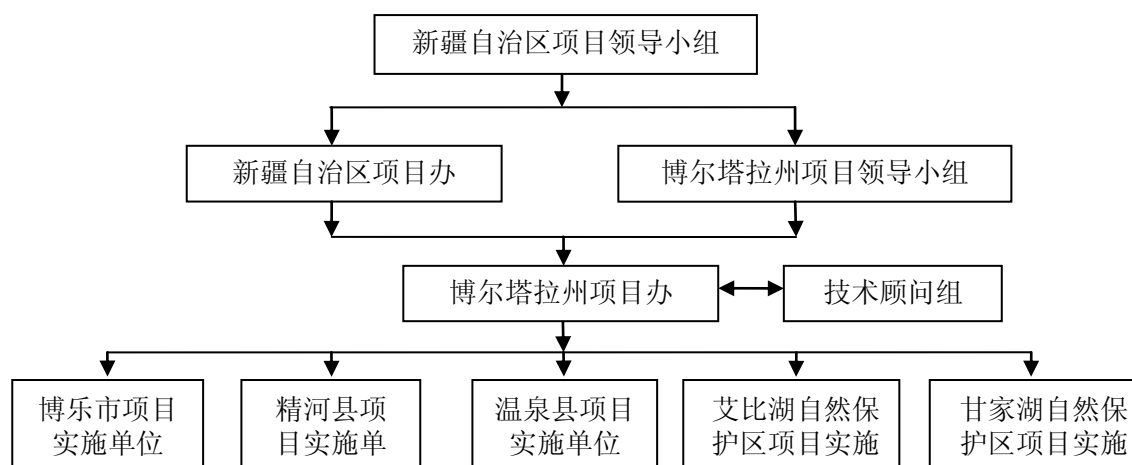 新疆自治区项目领导小组
新疆自治区项目办
博尔塔拉州项目领导小组
博尔塔拉州项目办
技术顾问组
博乐市项目
实施单位
精河县项
目实施单
温泉县项目
实施单位
艾比湖自然保
护区项目实施
甘家湖自然保
护区项目实施